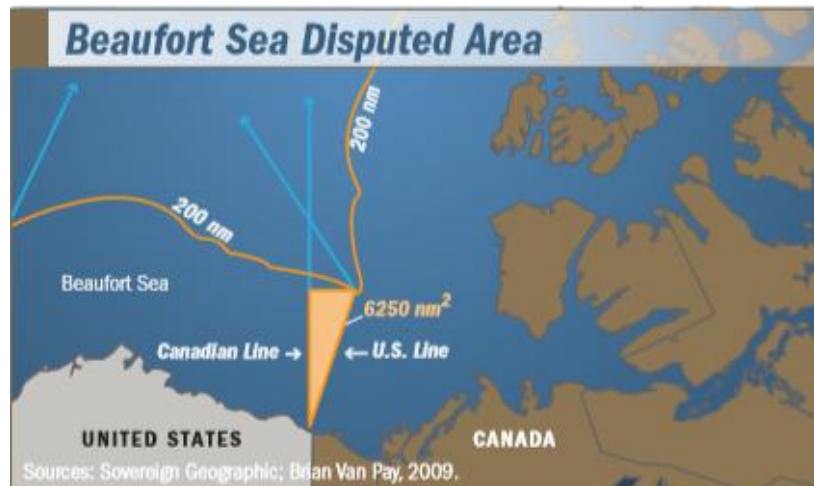 Beaufort Sea Disputed Area
200 nm
200 nm
Beaufort Sea
6250 nm²
Canadian Line →
← U.S. Line
UNITED STATES
CANADA
Sources: Sovereign Geographic; Brian Van Pay, 2009.